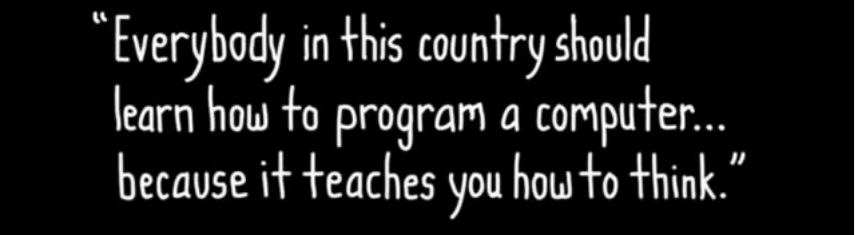 “Everybody in this country should
learn how to program a computer...
because it teaches you how to think.”